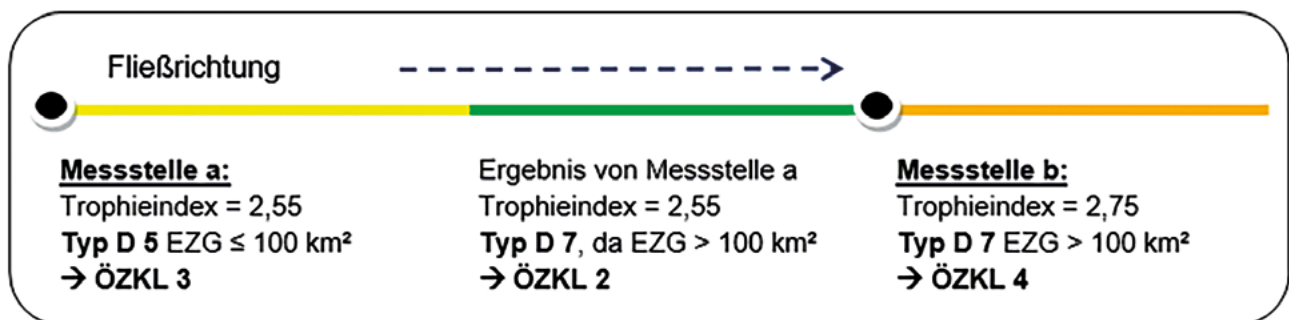 Fließrichtung
Messstelle a:
Trophieindex = 2,55
Typ D 5 EZG ≤ 100 km²
→ ÖZKL 3
Ergebnis von Messstelle a
Trophieindex = 2,55
Typ D 7, da EZG > 100 km²
→ ÖZKL 2
Messstelle b:
Trophieindex = 2,75
Typ D 7 EZG > 100 km²
→ ÖZKL 4